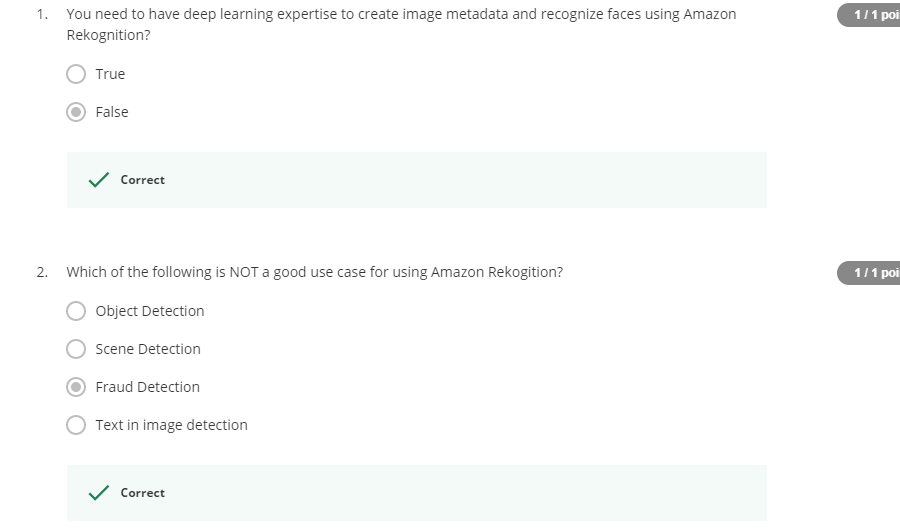 1. You need to have deep learning expertise to create image metadata and recognize faces using Amazon
Rekognition?
1 / 1 poi
True
False
Correct
2. Which of the following is NOT a good use case for using Amazon Rekogition?
1 / 1 poi
Object Detection
Scene Detection
Fraud Detection
Text in image detection
Correct